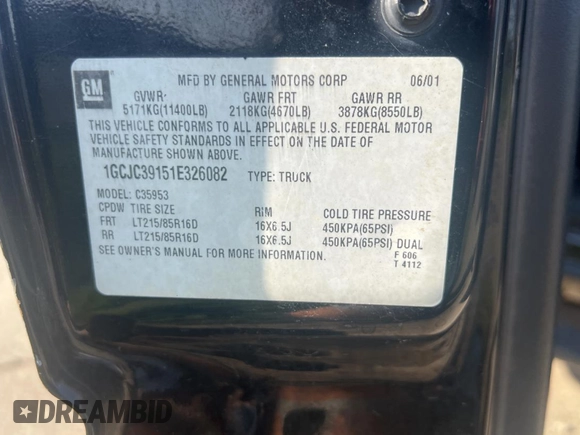 GM
MFD BY GENERAL MOTORS CORP 06/01
GVWR GAWR FRT GAWR RR
5171KG(11400LB) 2118KG(4670LB) 3878KG(8550LB)
THIS VEHICLE CONFORMS TO ALL APPLICABLE U.S. FEDERAL MOTOR
VEHICLE SAFETY STANDARDS IN EFFECT ON THE DATE OF
MANUFACTURE SHOWN ABOVE.
1GCJC39151E326082 TYPE: TRUCK
MODEL: C35953
CPDW TIRE SIZE RIM COLD TIRE PRESSURE
FRT LT215/85R16D 16X6.5J 450KPA(65PSI)
RR LT215/85R16D 16X6.5J 450KPA(65PSI) DUAL
SEE OWNER'S MANUAL FOR MORE INFORMATION.
F 606
T 4112
DREAMBID